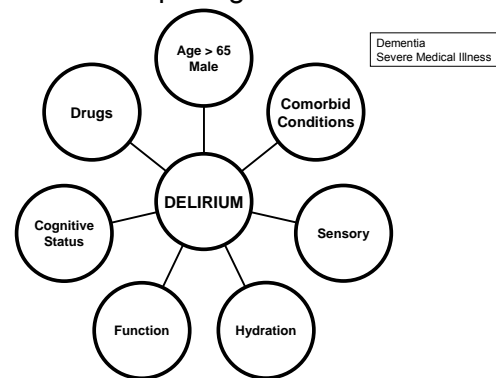 Age > 65
Male
Dementia
Severe Medical Illness
Drugs
Comorbid
Conditions
DELIRIUM
Cognitive
Status
Sensory
Function
Hydration